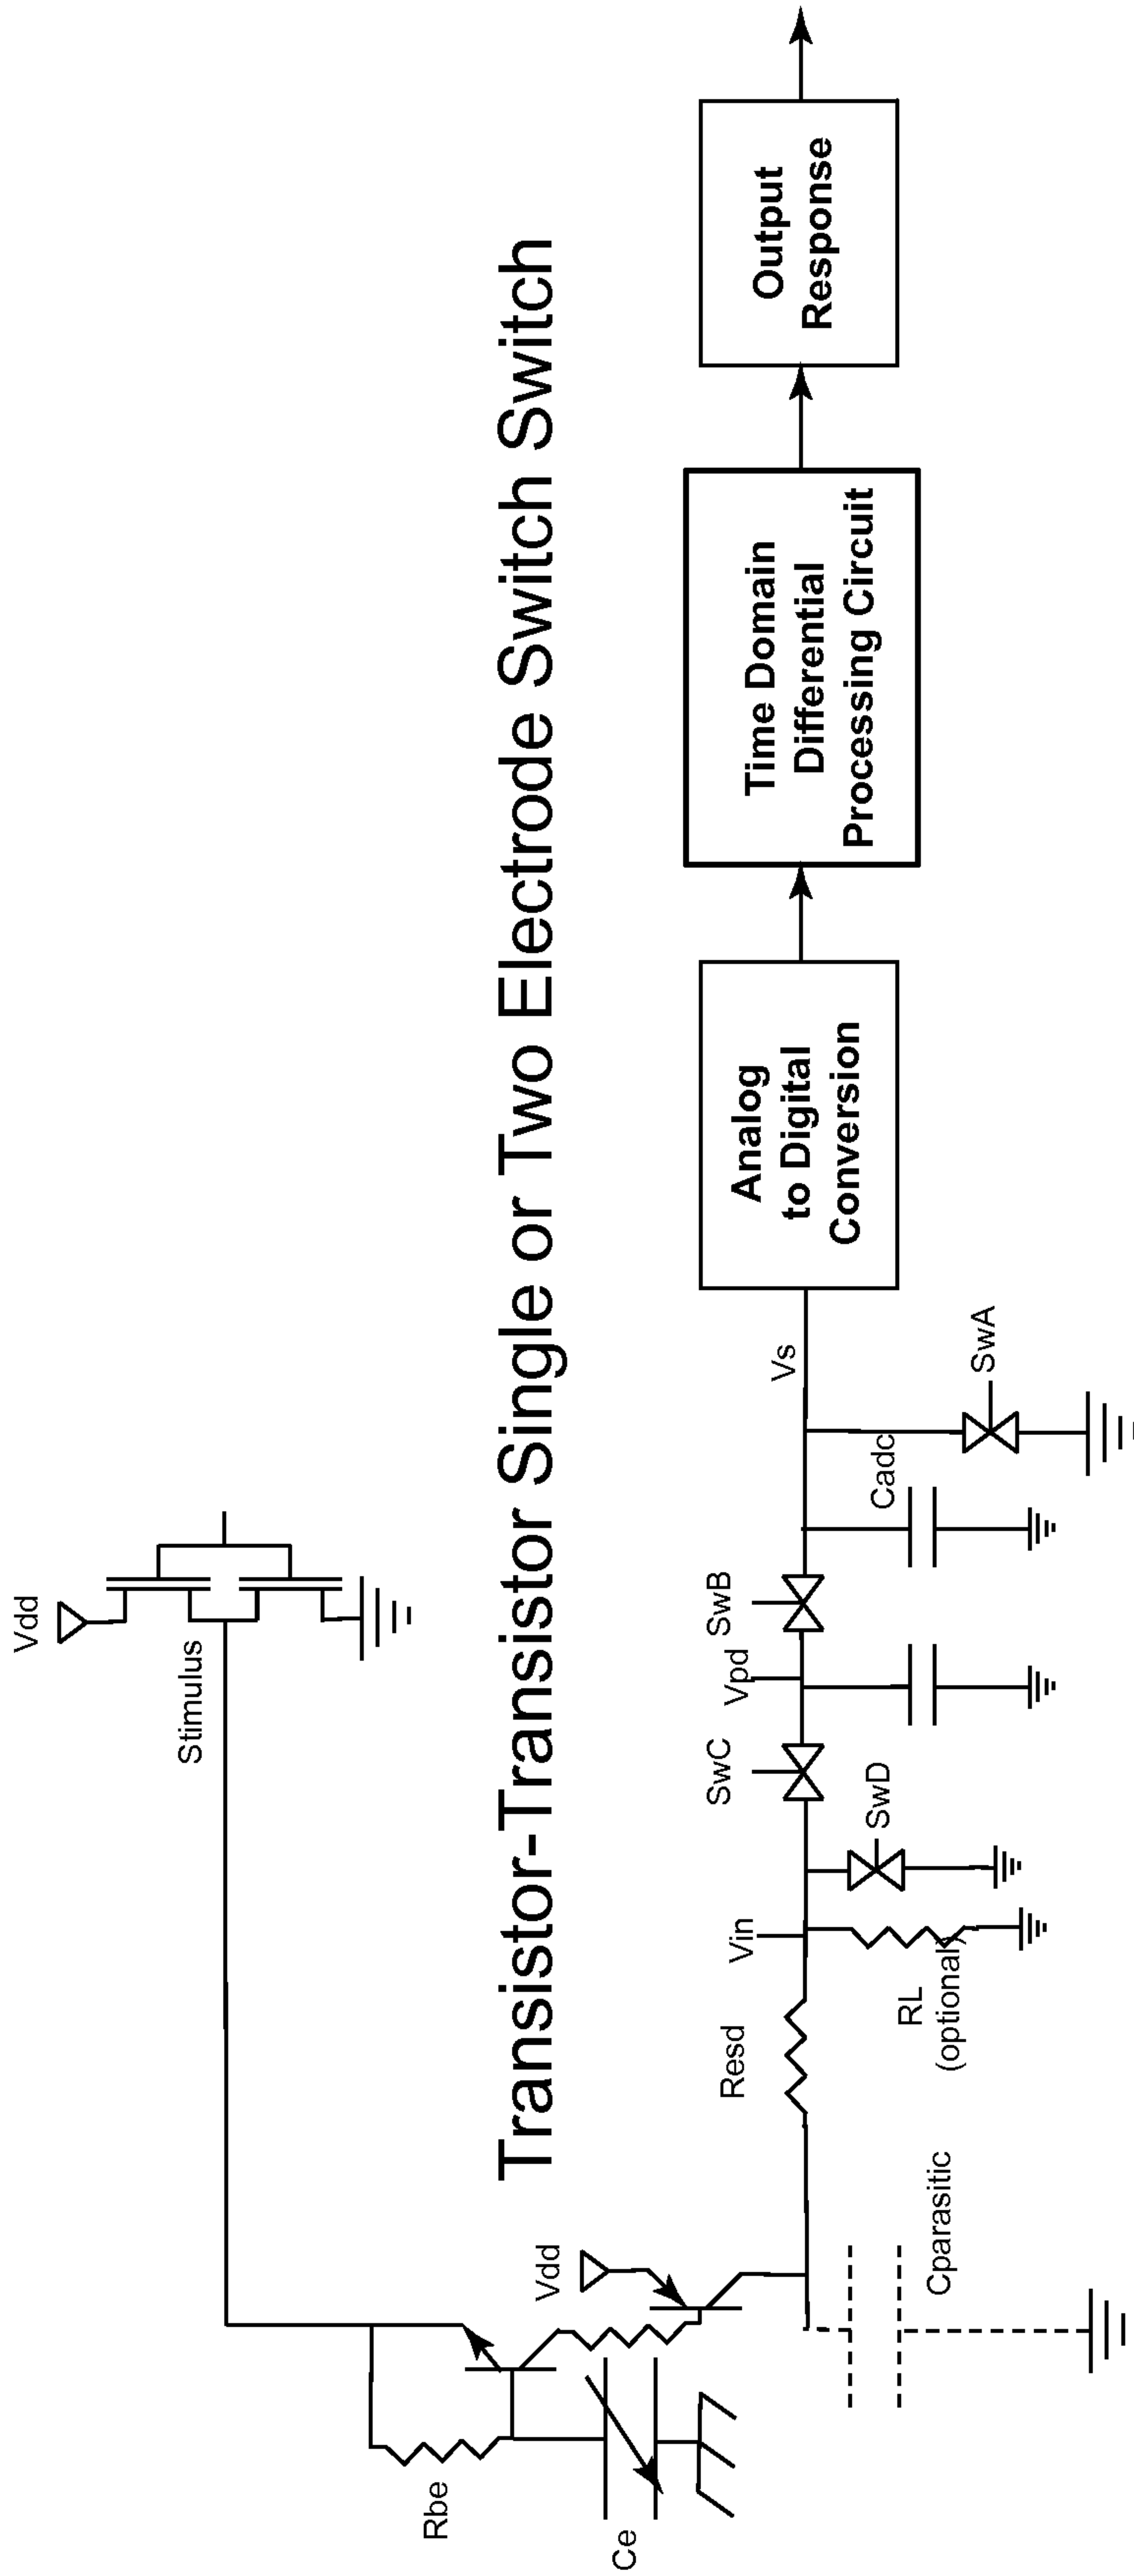 Vdd
Stimulus
Transistor-Transistor Single or Two Electrode Switch Switch
Rbe
Ce
Vdd
Cparasitic
Resd
Vin
RL
(optional)
SwD
SwC
Vpd
SwB
Cadc
Vs
SwA
Analog
to Digital
Conversion
Time Domain
Differential
Processing Circuit
Output
Response